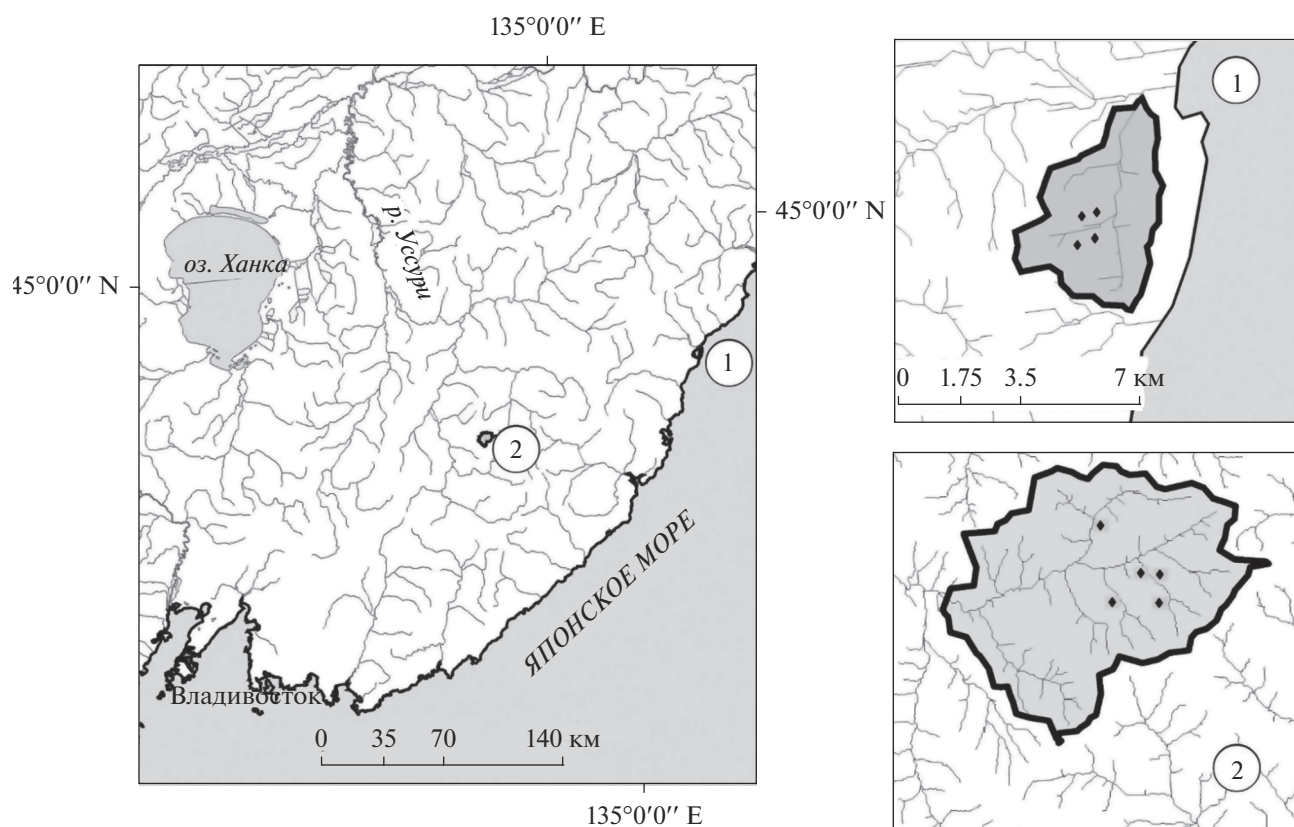 135°0′0′′ E
45°0′0′′ N
оз. Ханка
р. Уссури
45°0′0′′ N
1
2
ЯПОНСКОЕ МОРЕ
Владивосток
0 35 70 140 км
135°0′0′′ E
1
0 1.75 3.5 7 км
2